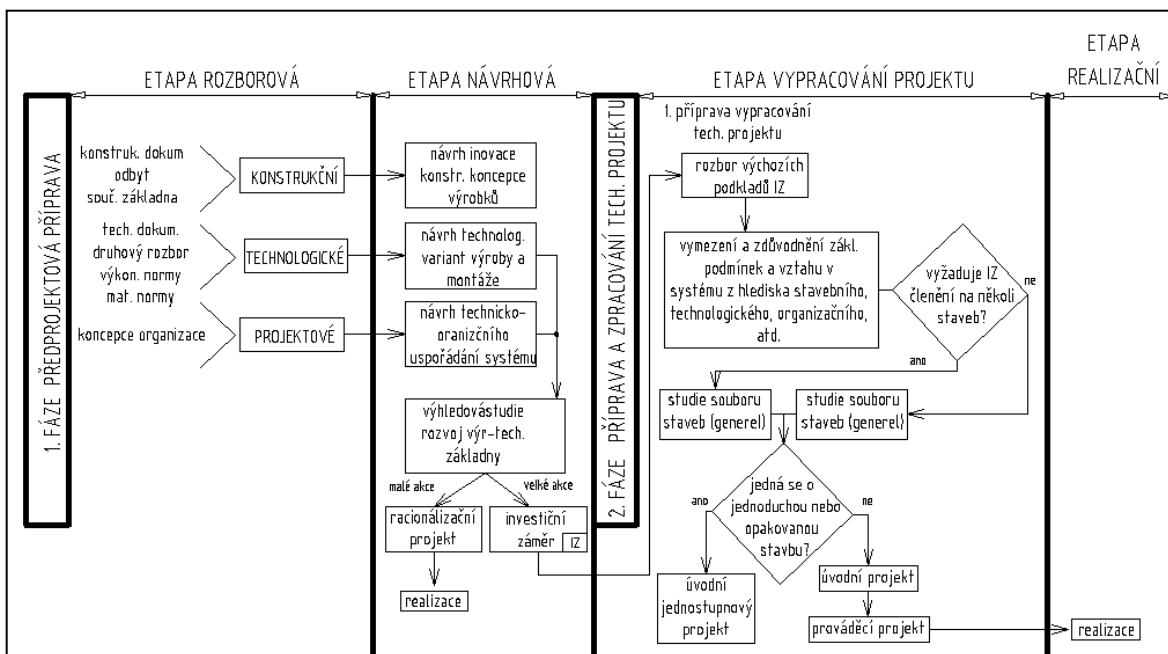 ETAPA ROZBOROVÁ
ETAPA NÁVRHOVÁ
ETAPA VYPRACOVÁNÍ PROJEKTU
ETAPA
REALIZAČNÍ
1. FÁZE PŘEDPROJEKTOVÁ PŘÍPRAVA
konstruk. dokum
odbyt
souč. základna
KONSTRUKČNÍ
návrh inovace
konstr. koncepce
výrobků
tech. dokum.
druhový rozbor
výkon. normy
mat. normy
TECHNOLOGICKÉ
návrh technolog.
variant výroby a
montáže
koncepce organizace
PROJEKTOVÉ
návrh technicko-
oranizčního
uspořádání systému
výhledovástudie
rozvoj výr-tech.
základny
malé akce
velké akce
racionálizační
projekt
investiční
záměr
IZ
realizace
2. FÁZE PŘÍPRAVA A ZPRACOVÁNÍ TECH. PROJEKTU
1. příprava vypracování
tech. projektu
rozbor výchozích
podkladů IZ
vymezení a zdůvodnění zákl.
podmínek a vztahu v
systému z hlédiska stavebního,
technologického, organizačního,
atd.
vyžaduje IZ
členění na několi
staveb?
ne
ano
studie souboru
staveb (generel)
studie souboru
staveb (generel)
jedná se o
jednoduchou nebo
opakovanou
stavbu?
ano
ne
úvodní
jednostupnový
projekt
úvodní projekt
prováděcí projekt
realizace